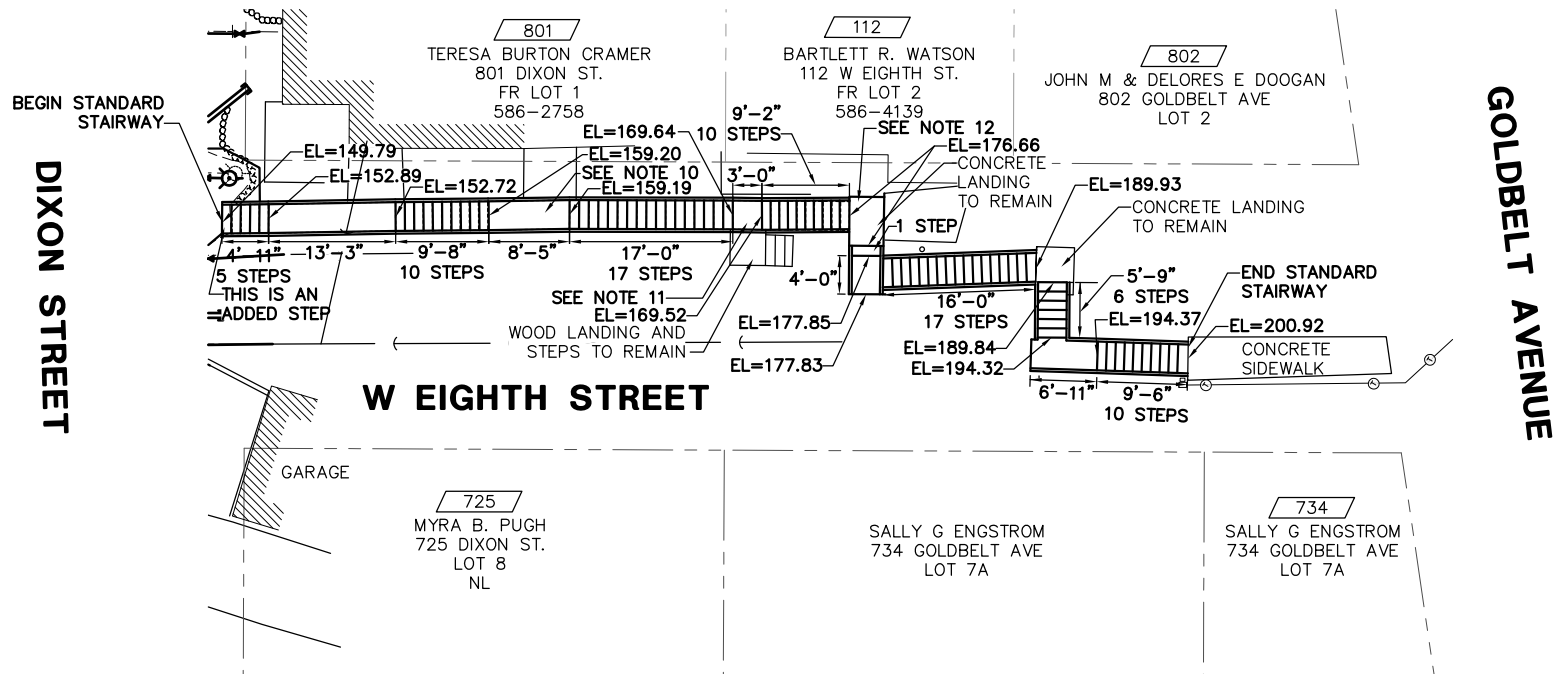 801
TERESA BURTON CRAMER
801 DIXON ST.
FR LOT 1
586-2758
112
BARTLETT R. WATSON
112 W EIGHTH ST.
FR LOT 2
586-4139
802
JOHN M & DELORES E DOOGAN
802 GOLDBELT AVE
LOT 2
BEGIN STANDARD
STAIRWAY
DIXON STREET
GOLDBELT AVENUE
EL=149.79
EL=152.89
EL=152.72
EL=169.64
EL=159.20
SEE NOTE 10
EL=159.19
9'-2"
10 STEPS
3'-0"
SEE NOTE 12
EL=176.66
CONCRETE
LANDING
TO REMAIN
1 STEP
EL=189.93
CONCRETE LANDING
TO REMAIN
4'-11"
5 STEPS
THIS IS AN
ADDED STEP
13'-3"
9'-8"
10 STEPS
8'-5"
17'-0"
17 STEPS
SEE NOTE 11
EL=169.52
WOOD LANDING AND
STEPS TO REMAIN
4'-0"
EL=177.85
EL=177.83
16'-0"
17 STEPS
EL=189.84
EL=194.32
5'-9"
6 STEPS
EL=194.37
END STANDARD
STAIRWAY
EL=200.92
CONCRETE
SIDEWALK
6'-11"
9'-6"
10 STEPS
W EIGHTH STREET
GARAGE
725
MYRA B. PUGH
725 DIXON ST.
LOT 8
NL
SALLY G ENGSTROM
734 GOLDBELT AVE
LOT 7A
734
SALLY G ENGSTROM
734 GOLDBELT AVE
LOT 7A